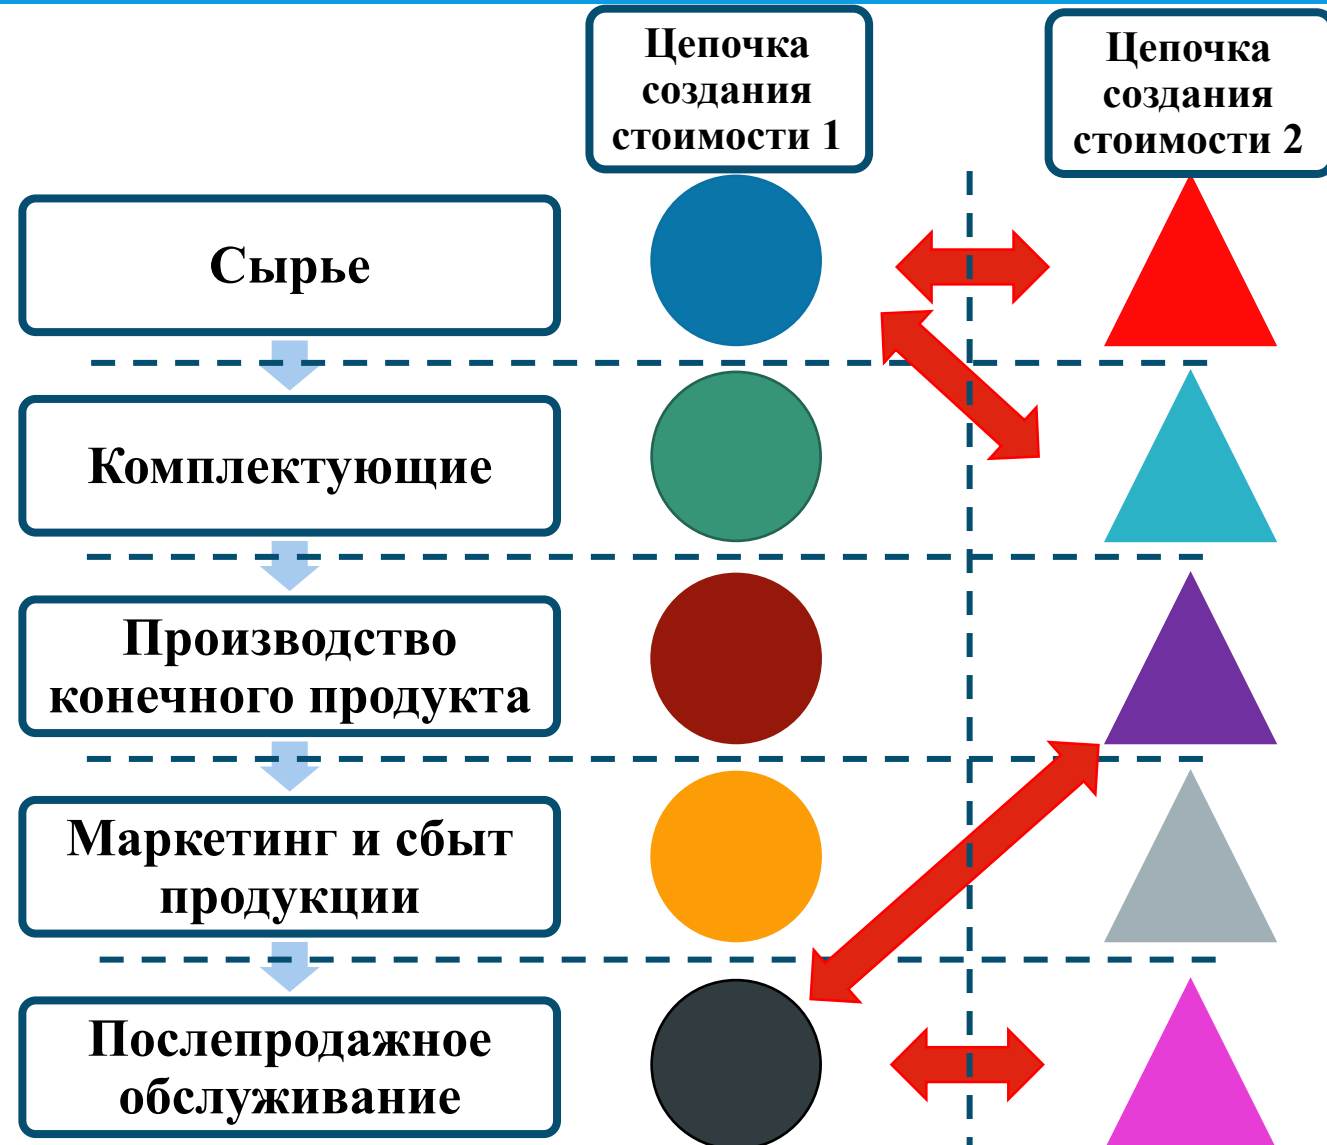 Цепочка
создания
стоимости 1
Цепочка
создания
стоимости 2
Сырье
Комплектующие
Производство
конечного продукта
Маркетинг и сбыт
продукции
Послепродажное
обслуживание